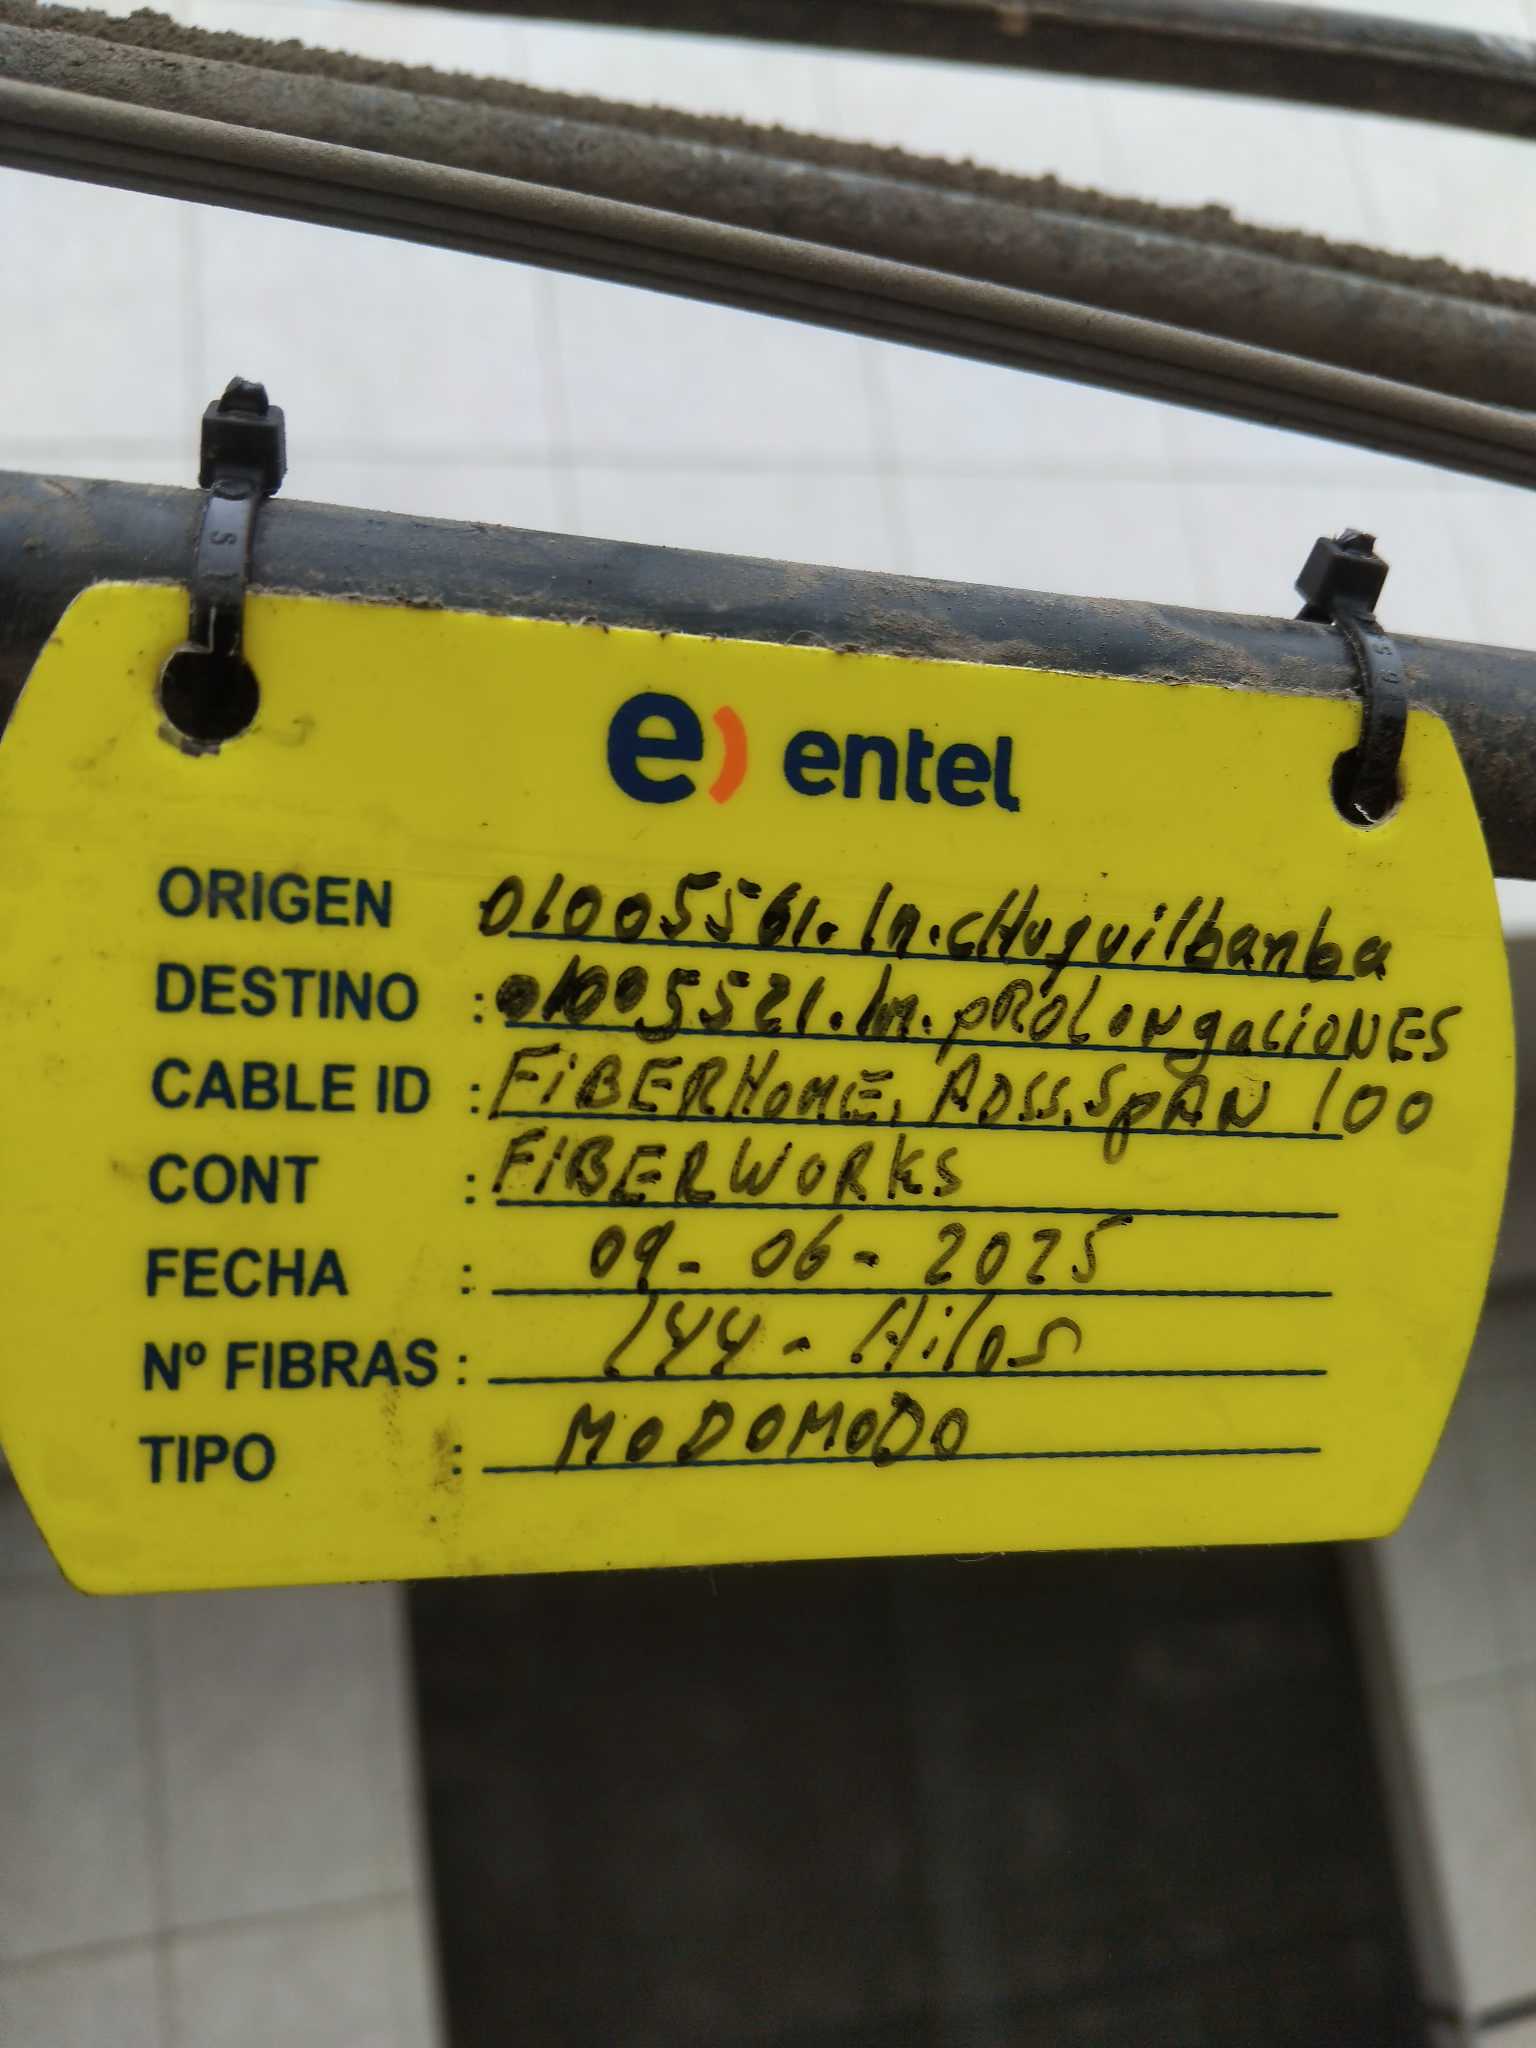 e) entel
ORIGEN 01005561.Ln.cHuquilbanba
DESTINO : 01005521.Lm.pROLoNgaciONES
CABLE ID : FiBERHoME, ADSS.SpAN 100
CONT : FIBERWORKS
FECHA : 09-06-2025
Nº FIBRAS : 144-Hilos
TIPO : MoDOMoDO